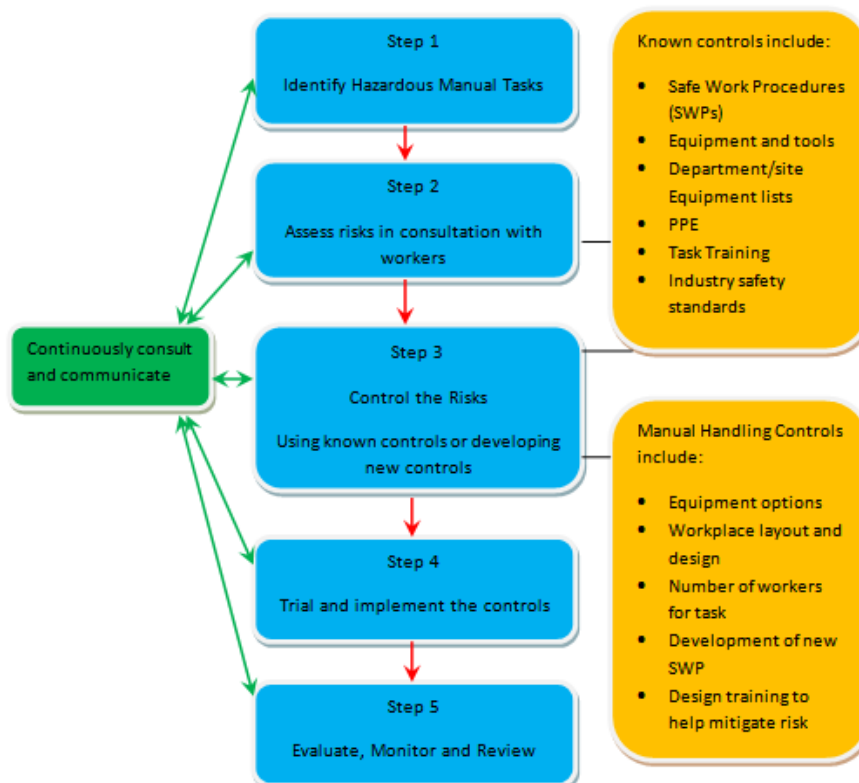 Step 1
Identify Hazardous Manual Tasks
Step 2
Assess risks in consultation with
workers
Step 3
Control the Risks
Using known controls or developing
new controls
Step 4
Trial and implement the controls
Step 5
Evaluate, Monitor and Review
Continuously consult
and communicate
Known controls include:
• Safe Work Procedures
(SWPs)
• Equipment and tools
• Department/site
Equipment lists
• PPE
• Task Training
• Industry safety
standards
Manual Handling Controls
include:
• Equipment options
• Workplace layout and
design
• Number of workers
for task
• Development of new
SWP
• Design training to
help mitigate risk